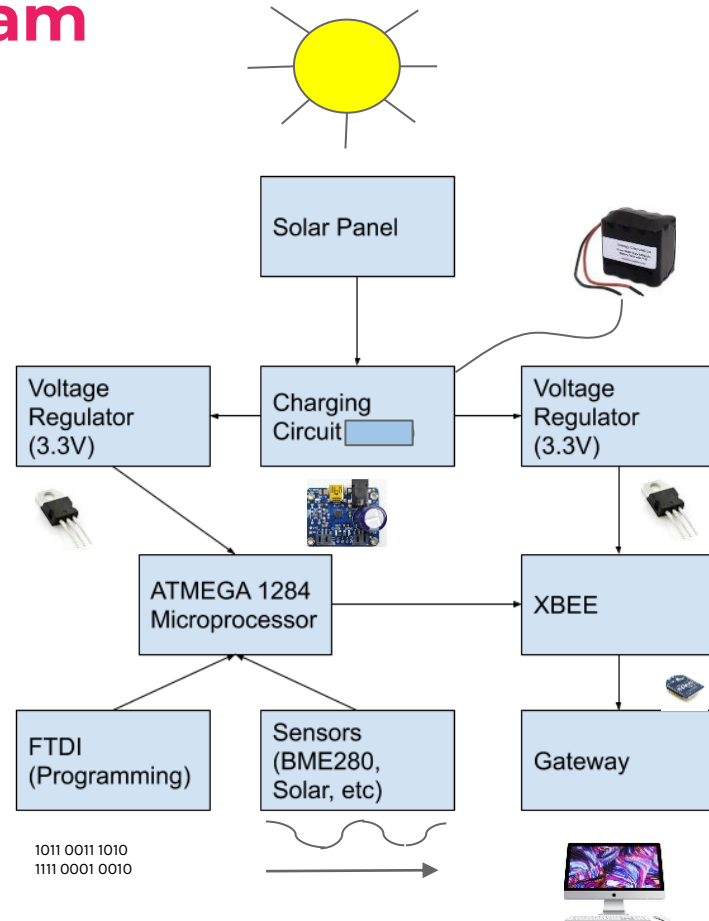 am
Solar Panel
Voltage
Regulator
(3.3V)
Charging
Circuit
Voltage
Regulator
(3.3V)
ATMEGA 1284
Microprocessor
XBEE
FTDI
(Programming)
Sensors
(BME280,
Solar, etc)
Gateway
1011 0011 1010
1111 0001 0010